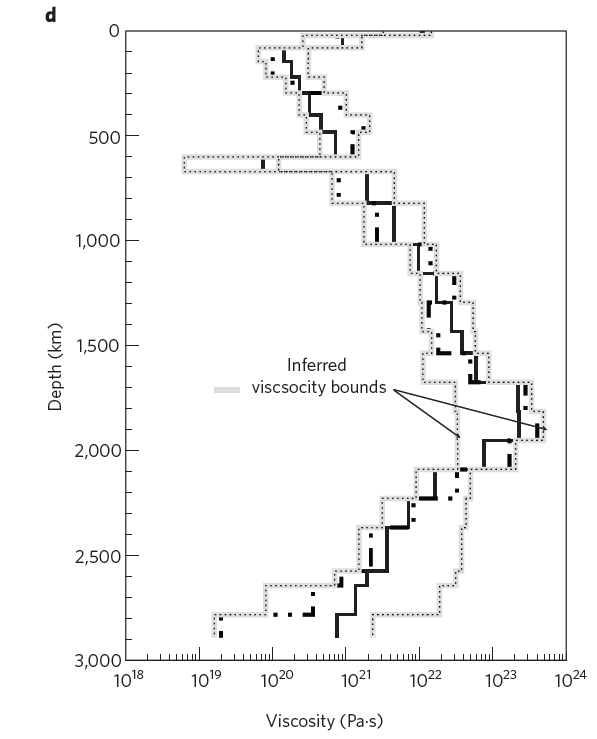 d
0
500
1,000
1,500
2,000
2,500
3,000
Depth (km)
Inferred
viscsocity bounds
10¹⁸ 10¹⁹ 10²⁰ 10²¹ 10²² 10²³ 10²⁴
Viscosity (Pa·s)